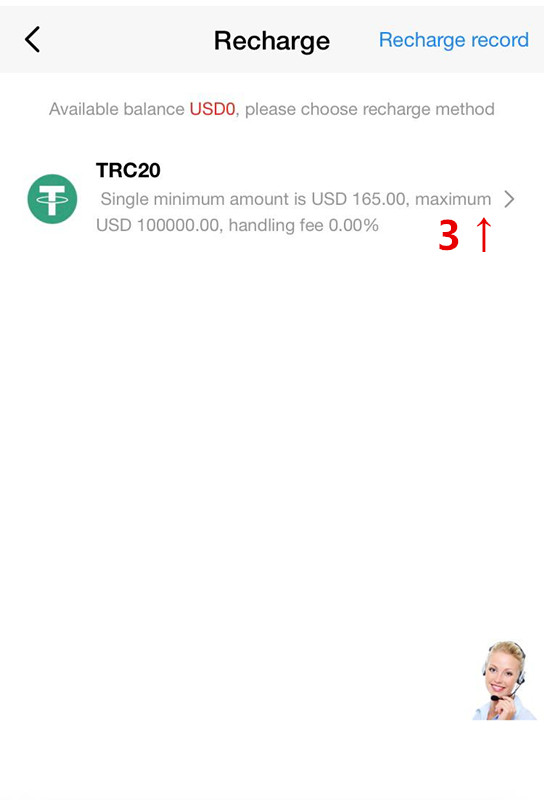 Recharge
Recharge record
Available balance USD0, please choose recharge method
TRC20
Single minimum amount is USD 165.00, maximum
USD 100000.00, handling fee 0.00%
3 ↑